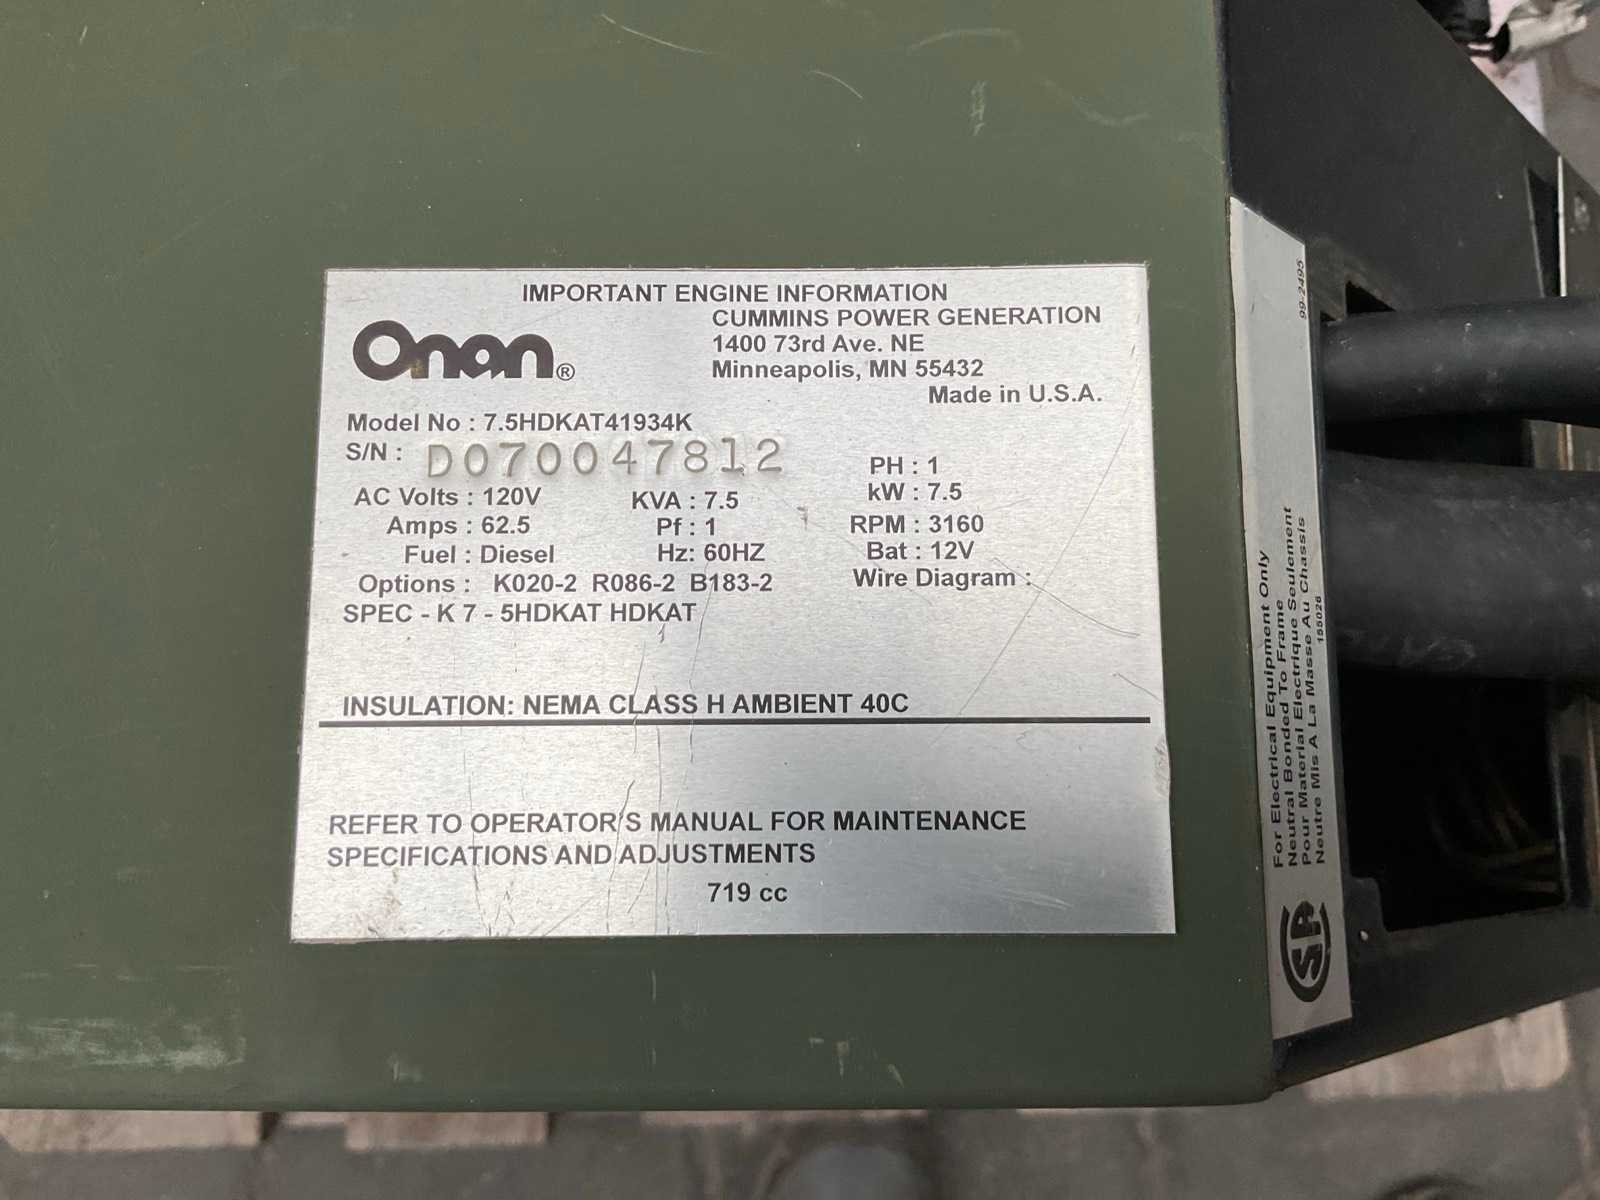 IMPORTANT ENGINE INFORMATION
Onan®
CUMMINS POWER GENERATION
1400 73rd Ave. NE
Minneapolis, MN 55432
Made in U.S.A.
Model No : 7.5HDKAT41934K
S/N : D070047812
PH : 1
AC Volts : 120V KVA : 7.5 kW : 7.5
Amps : 62.5 Pf : 1 RPM : 3160
Fuel : Diesel Hz: 60HZ Bat : 12V
Options : K020-2 R086-2 B183-2 Wire Diagram :
SPEC - K 7 - 5HDKAT HDKAT
INSULATION: NEMA CLASS H AMBIENT 40C
REFER TO OPERATOR'S MANUAL FOR MAINTENANCE
SPECIFICATIONS AND ADJUSTMENTS
719 cc
99-2495
For Electrical Equipment Only
Neutral Bonded To Frame
Pour Material Electrique Seulement
Neutre Mis A La Masse Au Chassis
155026
SA